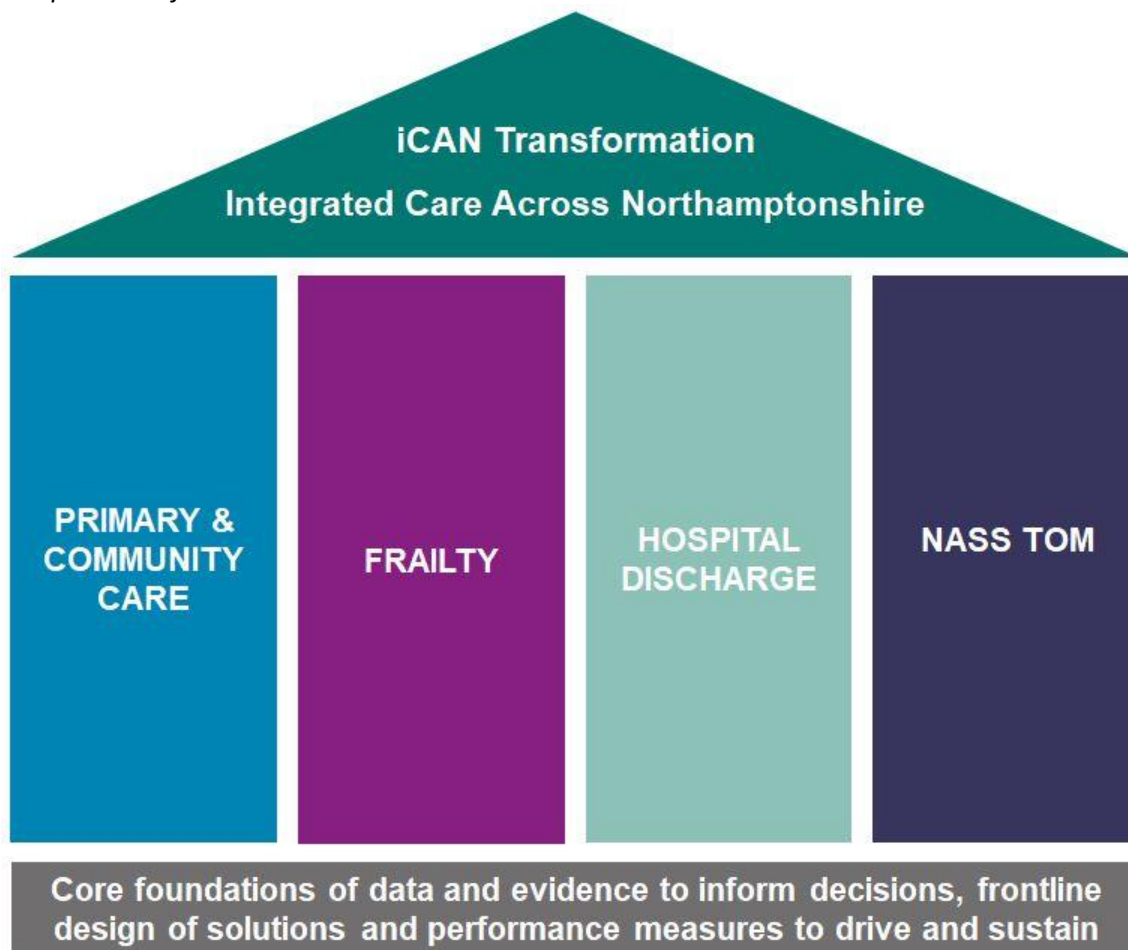 iCAN Transformation
Integrated Care Across Northamptonshire
PRIMARY &
COMMUNITY
CARE
FRAILTY
HOSPITAL
DISCHARGE
NASS TOM
Core foundations of data and evidence to inform decisions, frontline
design of solutions and performance measures to drive and sustain